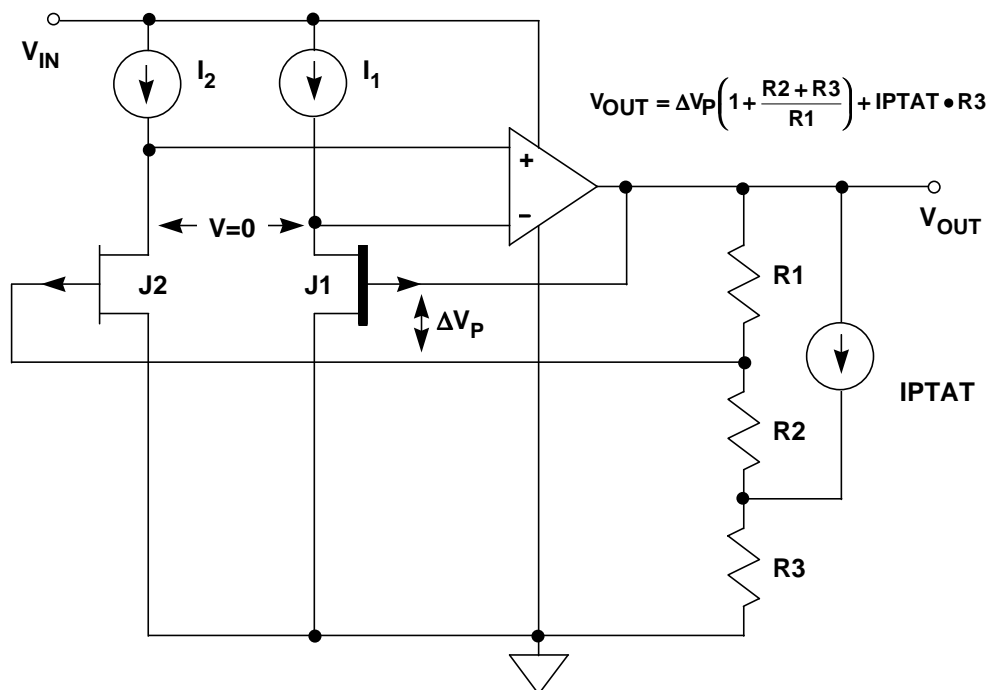 V_IN
I_2
I_1
V_OUT = ΔV_P(1 + (R2 + R3)/R1) + IPTAT • R3
+
V=0
−
V_OUT
J2
J1
R1
ΔV_P
IPTAT
R2
R3